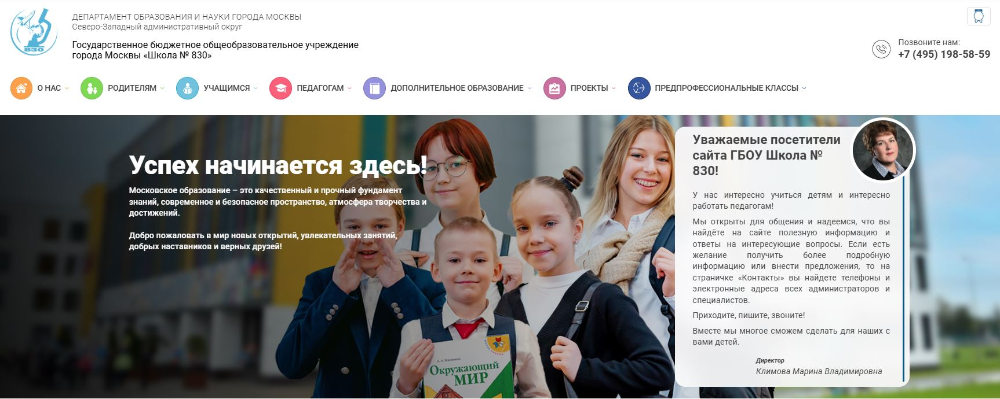 ДЕПАРТАМЕНТ ОБРАЗОВАНИЯ И НАУКИ ГОРОДА МОСКВЫ
Северо-Западный административный округ
Государственное бюджетное общеобразовательное учреждение
города Москвы «Школа № 830»
830
Позвоните нам:
+7 (495) 198-58-59
О НАС
РОДИТЕЛЯМ
УЧАЩИМСЯ
ПЕДАГОГАМ
ДОПОЛНИТЕЛЬНОЕ ОБРАЗОВАНИЕ
ПРОЕКТЫ
ПРЕДПРОФЕССИОНАЛЬНЫЕ КЛАССЫ
Успех начинается здесь!
Московское образование – это качественный и прочный фундамент
знаний, современное и безопасное пространство, атмосфера творчества и
достижений.
Добро пожаловать в мир новых открытий, увлекательных занятий,
добрых наставников и верных друзей!
А. А. Плешаков
Окружающий
МИР
Уважаемые посетители
сайта ГБОУ Школа №
830!
У нас интересно учиться детям и интересно
работать педагогам!
Мы открыты для общения и надеемся, что вы
найдёте на сайте полезную информацию и
ответы на интересующие вопросы. Если есть
желание получить более подробную
информацию или внести предложения, то на
страничке «Контакты» вы найдете телефоны и
электронные адреса всех администраторов и
специалистов.
Приходите, пишите, звоните!
Вместе мы многое сможем сделать для наших с
вами детей.
Директор
Климова Марина Владимировна